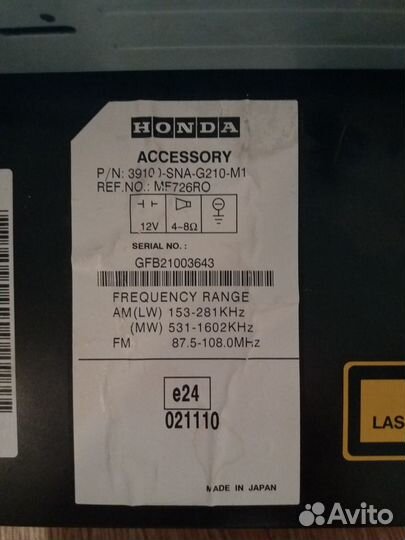 HONDA
ACCESSORY
P/N: 39100-SNA-G210-M1
REF.NO.: MF726RO
12V 4~8Ω
SERIAL NO.:
GFB21003643
FREQUENCY RANGE
AM(LW) 153-281KHz
(MW) 531-1602KHz
FM 87.5-108.0MHz
e24
021110
MADE IN JAPAN
LAS
Avito